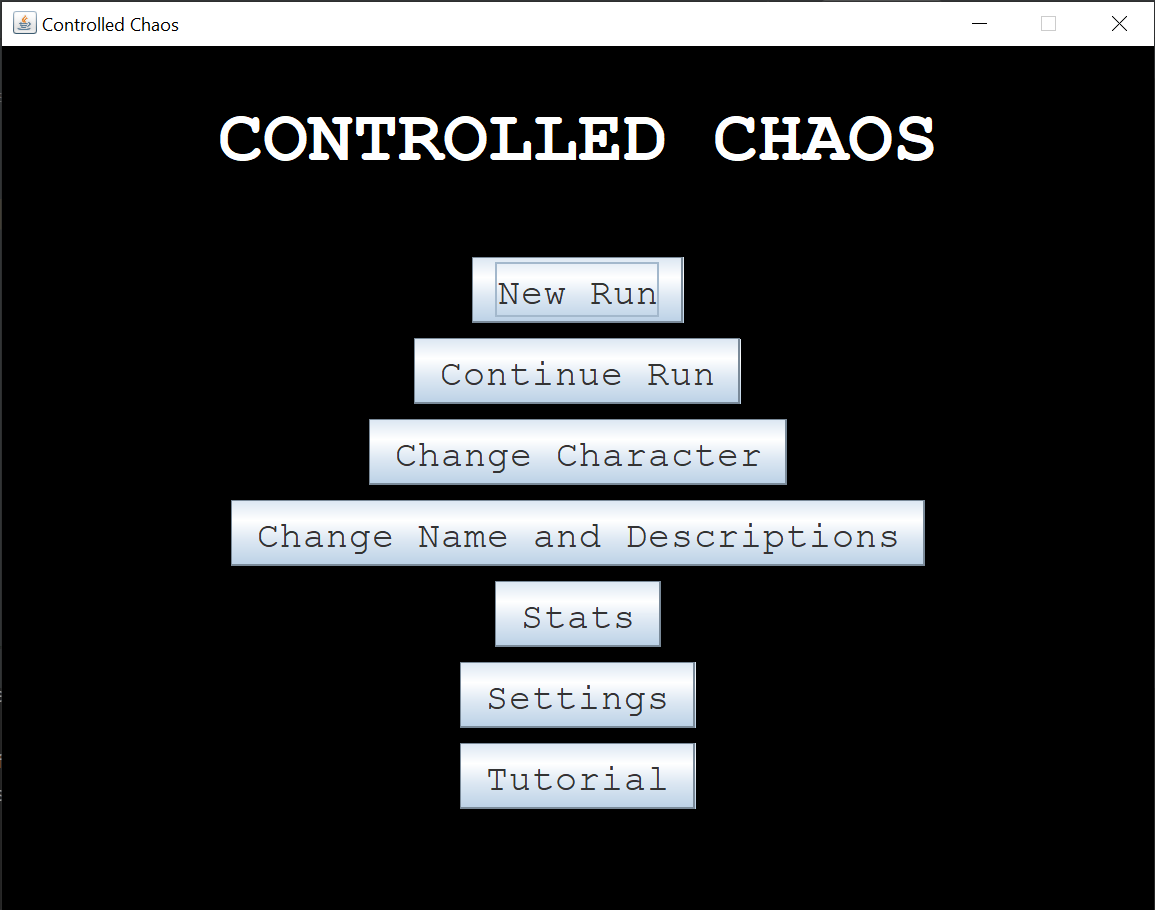 Controlled Chaos
CONTROLLED CHAOS
New Run
Continue Run
Change Character
Change Name and Descriptions
Stats
Settings
Tutorial